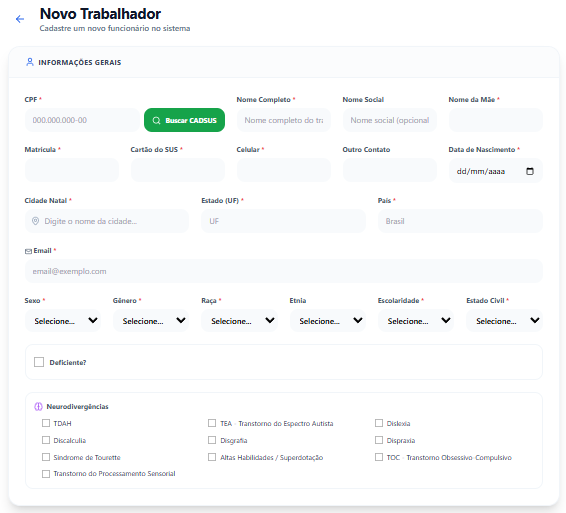 Novo Trabalhador
Cadastre um novo funcionário no sistema
INFORMAÇÕES GERAIS
CPF * Nome Completo * Nome Social Nome da Mãe *
000.000.000-00 Buscar CADSUS Nome completo do tra Nome social (opcional
Matrícula * Cartão do SUS * Celular * Outro Contato Data de Nascimento *
dd/mm/aaaa
Cidade Natal * Estado (UF) * País *
Digite o nome da cidade... UF Brasil
Email *
email@exemplo.com
Sexo * Gênero * Raça * Etnia Escolaridade * Estado Civil *
Selecione... Selecione... Selecione... Selecione... Selecione... Selecione...
Deficiente?
Neurodivergências
TDAH TEA - Transtorno do Espectro Autista Dislexia
Discalculia Disgrafia Dispraxia
Síndrome de Tourette Altas Habilidades / Superdotação TOC - Transtorno Obsessivo-Compulsivo
Transtorno do Processamento Sensorial